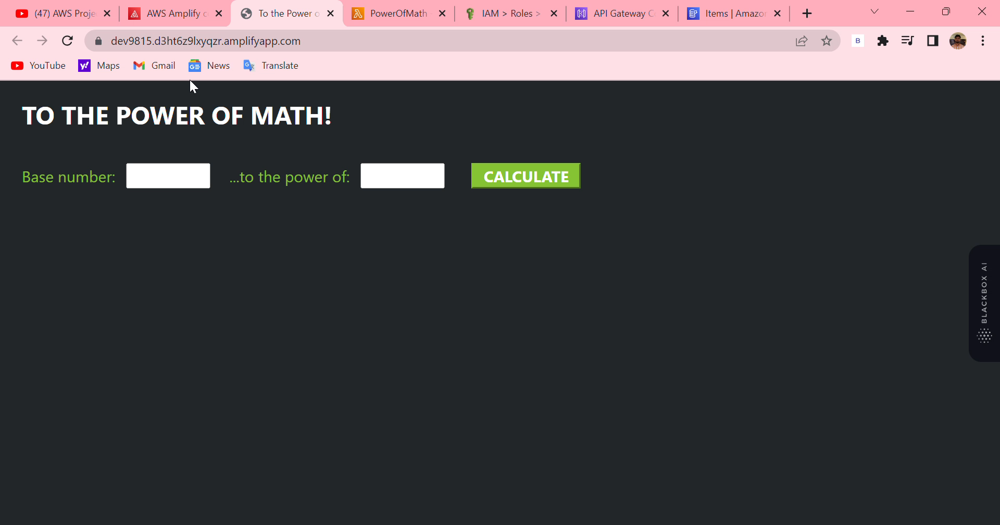 (47) AWS Proje
AWS Amplify c
To the Power o
PowerOfMath -
IAM > Roles >
API Gateway C
Items | Amazon
dev9815.d3ht6z9lxyqzr.amplifyapp.com
B
YouTube
Maps
Gmail
News
Translate
TO THE POWER OF MATH!
Base number:
...to the power of:
CALCULATE
BLACKBOX AI